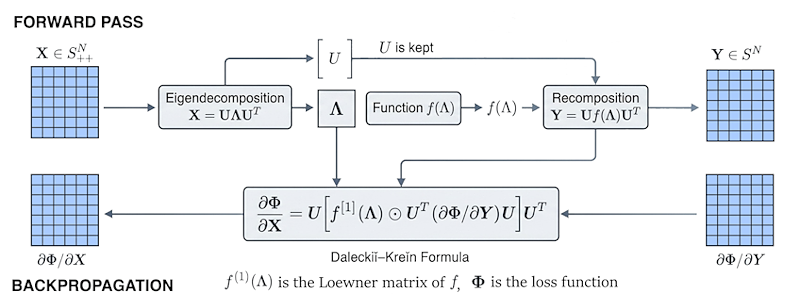 FORWARD PASS
X ∈ S^N_{++}
[U]
U is kept
Y ∈ S^N
Eigendecomposition
X = UΛU^T
Λ
Function f(Λ)
f(Λ)
Recomposition
Y = Uf(Λ)U^T
∂Φ/∂X = U[f^{[1]}(Λ) ⊙ U^T(∂Φ/∂Y)U]U^T
∂Φ/∂X
∂Φ/∂Y
Daleckiĭ–Kreĭn Formula
BACKPROPAGATION
f^{(1)}(Λ) is the Loewner matrix of f, Φ is the loss function